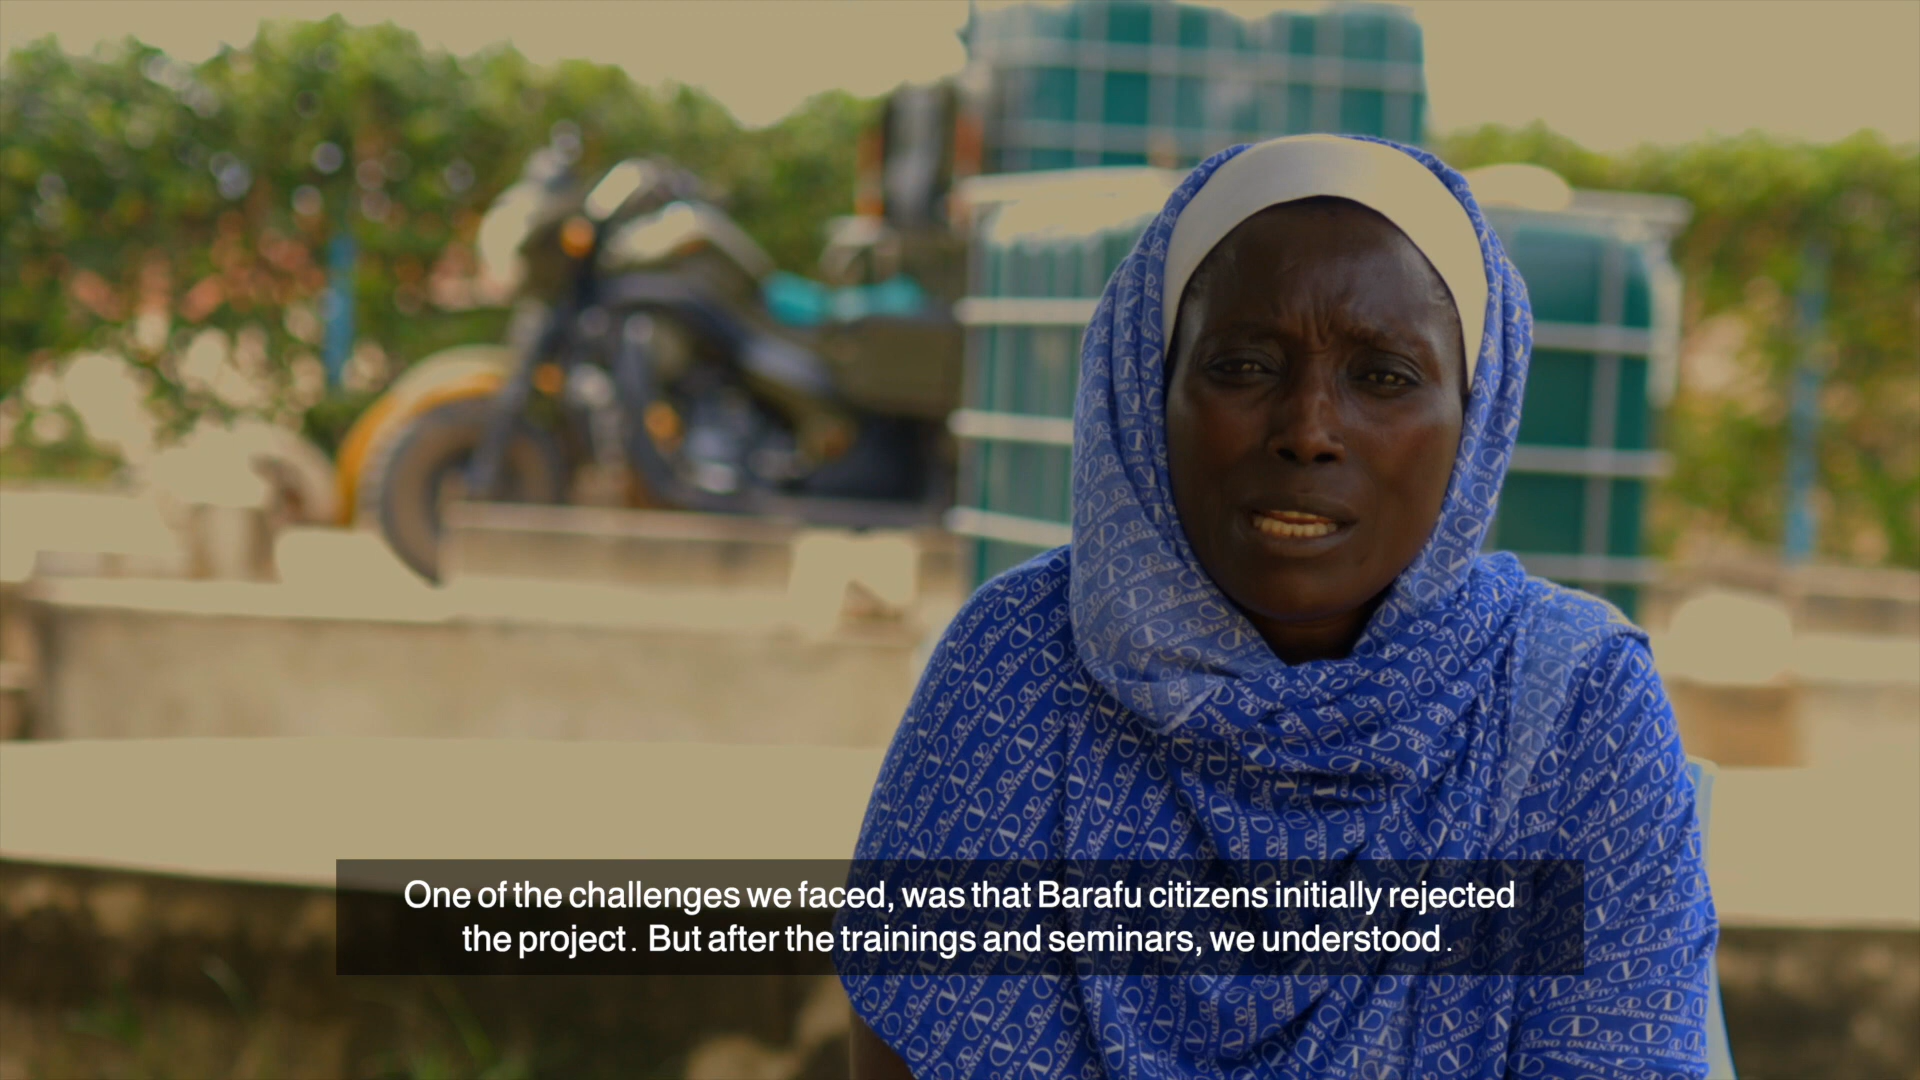 One of the challenges we faced, was that Barafu citizens initially rejected
the project. But after the trainings and seminars, we understood.
VALENTINO